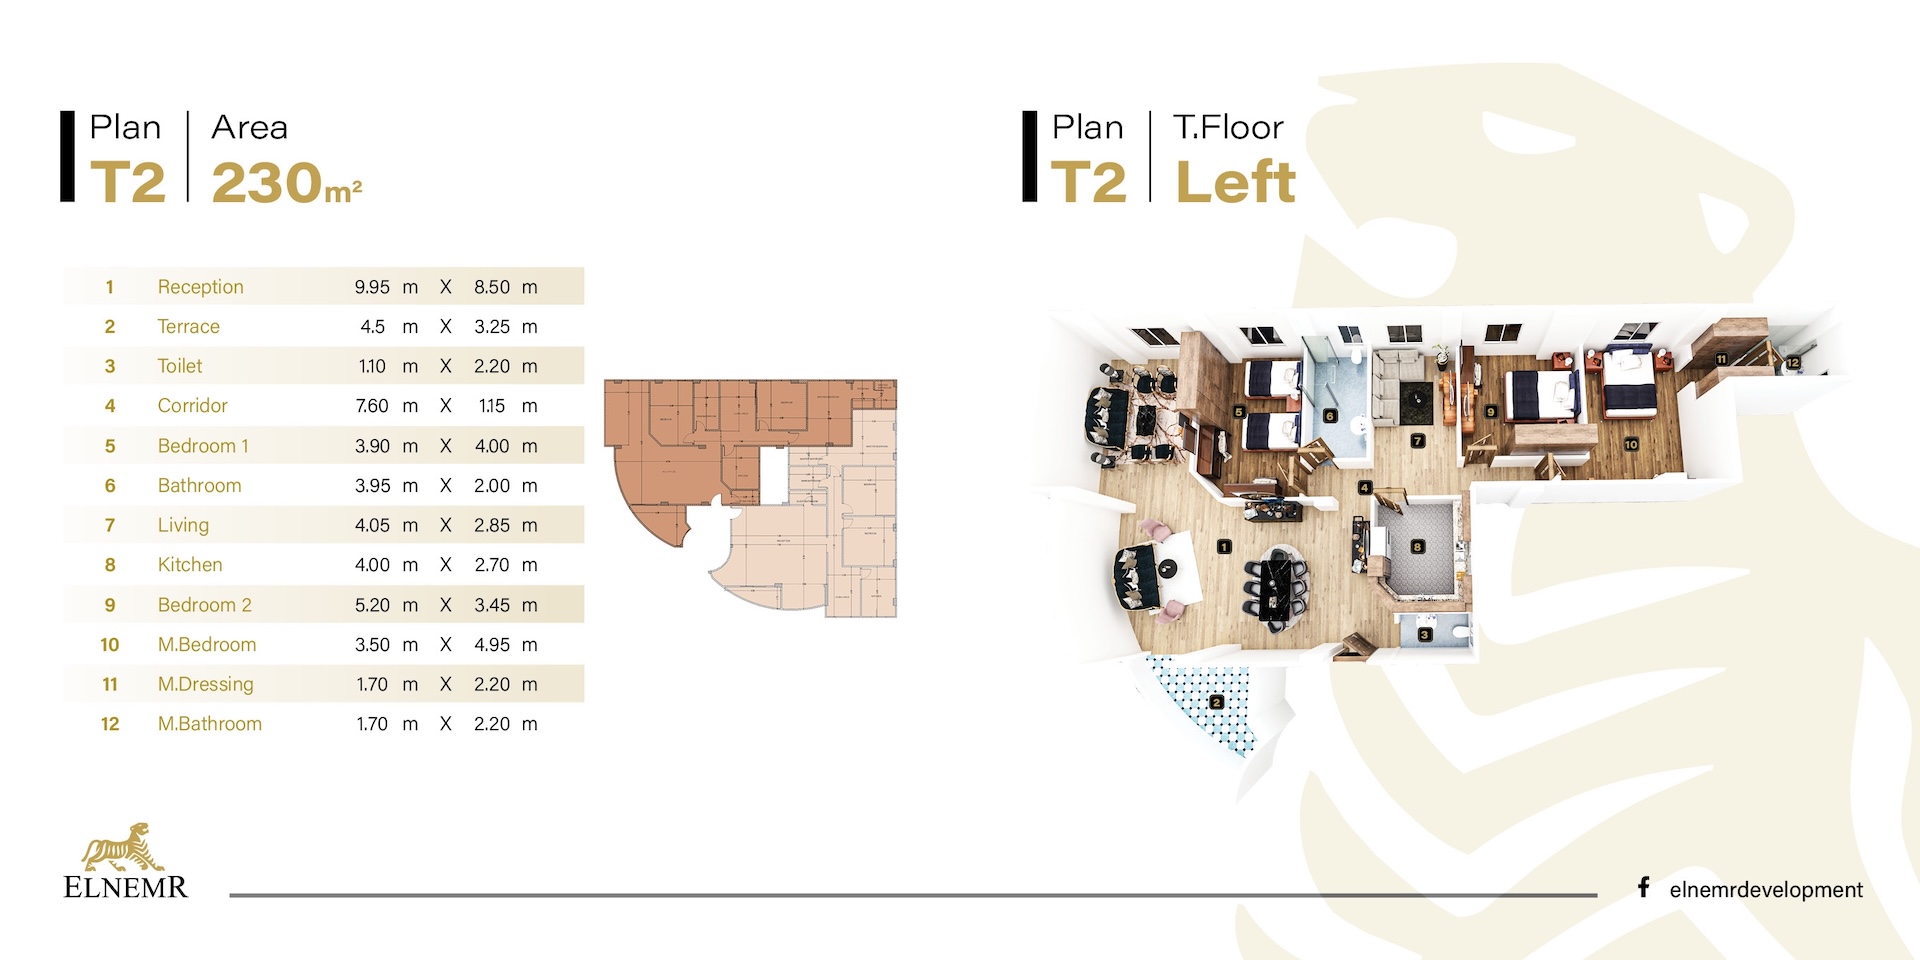 Plan
T2
Area
230m²
1 Reception 9.95 m X 8.50 m
2 Terrace 4.5 m X 3.25 m
3 Toilet 1.10 m X 2.20 m
4 Corridor 7.60 m X 1.15 m
5 Bedroom 1 3.90 m X 4.00 m
6 Bathroom 3.95 m X 2.00 m
7 Living 4.05 m X 2.85 m
8 Kitchen 4.00 m X 2.70 m
9 Bedroom 2 5.20 m X 3.45 m
10 M.Bedroom 3.50 m X 4.95 m
11 M.Dressing 1.70 m X 2.20 m
12 M.Bathroom 1.70 m X 2.20 m
ELNEMR
Plan
T2
T.Floor
Left
11
12
5
6
9
7
10
4
1
8
3
2
elnemrdevelopment